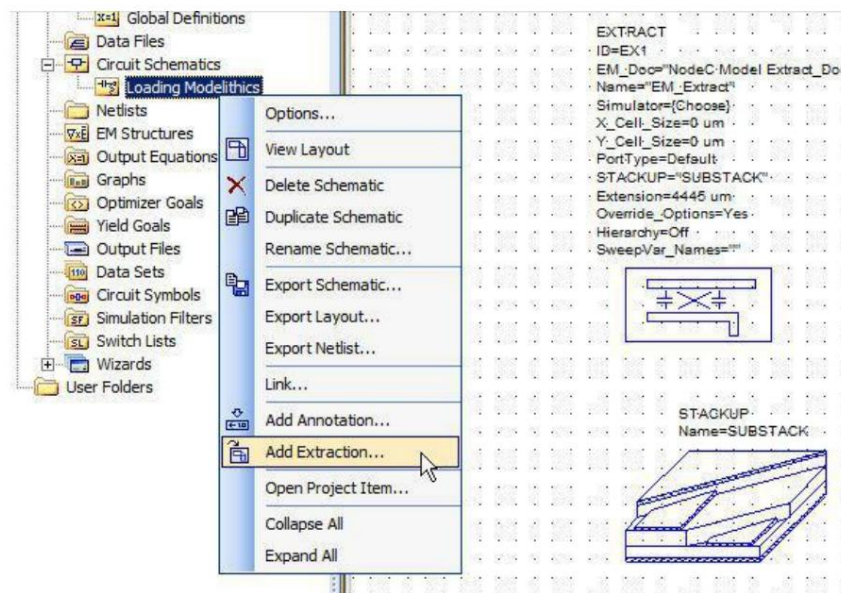 Global Definitions
Data Files
Circuit Schematics
Loading Modelithics
Netlists
EM Structures
Output Equations
Graphs
Optimizer Goals
Yield Goals
Output Files
Data Sets
Circuit Symbols
Simulation Filters
Switch Lists
Wizards
User Folders
Options...
View Layout
Delete Schematic
Duplicate Schematic
Rename Schematic...
Export Schematic...
Export Layout...
Export Netlist...
Link...
Add Annotation...
Add Extraction...
Open Project Item...
Collapse All
Expand All
EXTRACT
ID=EX1
EM_Doc="NodeC Model Extract_Do
Name="EM_Extract"
Simulator={Choose}
X_Cell_Size=0 um
Y_Cell_Size=0 um
PortType=Default
STACKUP="SUBSTACK"
Extension=4445 um
Override_Options=Yes
Hierarchy=Off
SweepVar_Names=""
STACKUP
Name=SUBSTACK